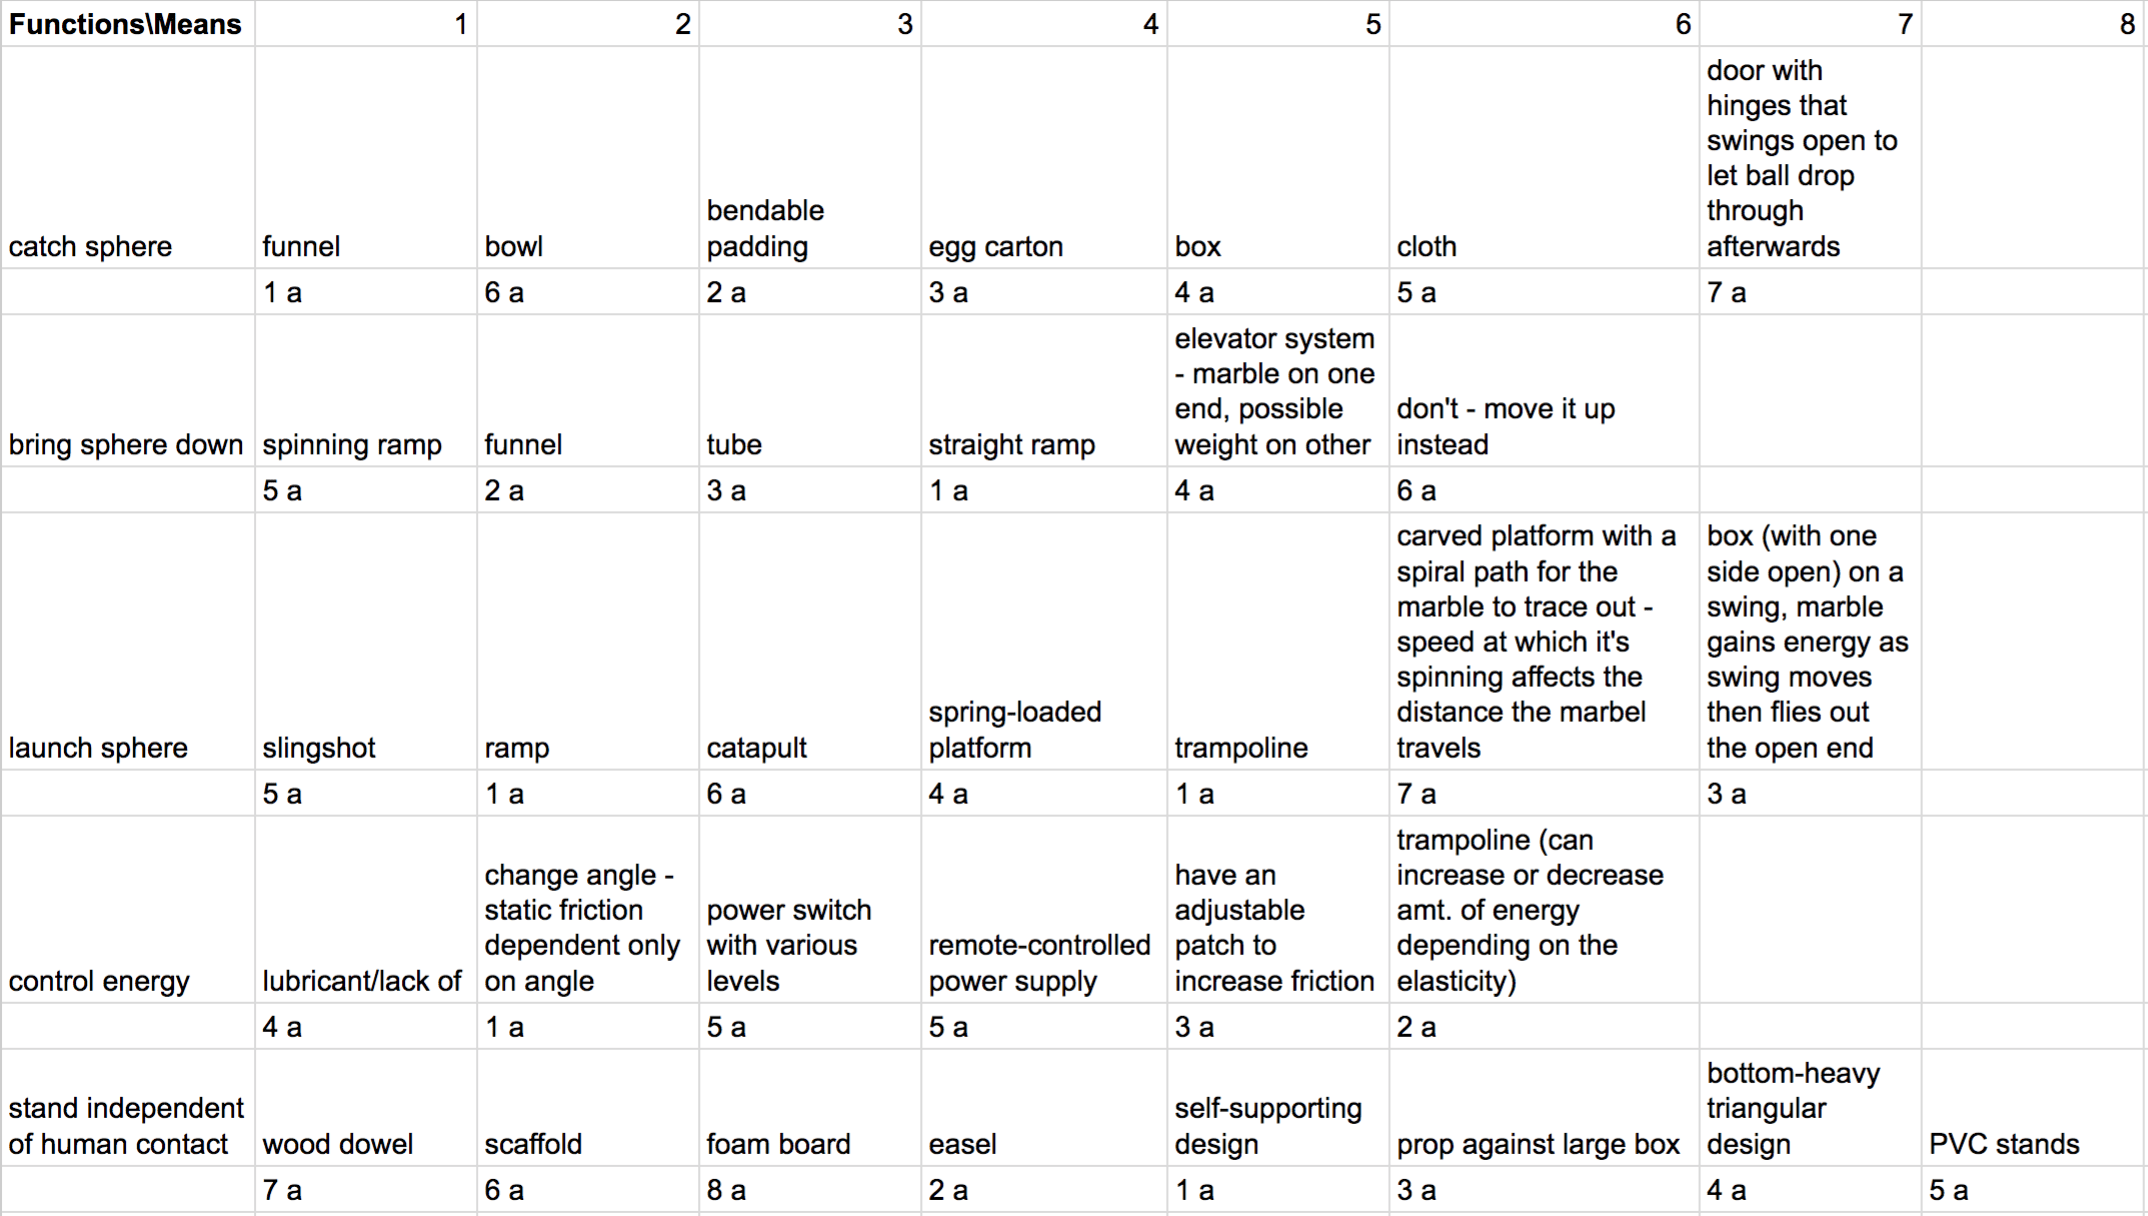 Functions\Means 1 2 3 4 5 6 7 8
catch sphere funnel bowl bendable padding egg carton box cloth door with hinges that swings open to let ball drop through afterwards
1 a 6 a 2 a 3 a 4 a 5 a 7 a
bring sphere down spinning ramp funnel tube straight ramp elevator system - marble on one end, possible weight on other don't - move it up instead
5 a 2 a 3 a 1 a 4 a 6 a
launch sphere slingshot ramp catapult spring-loaded platform trampoline carved platform with a spiral path for the marble to trace out - speed at which it's spinning affects the distance the marbel travels box (with one side open) on a swing, marble gains energy as swing moves then flies out the open end
5 a 1 a 6 a 4 a 1 a 7 a 3 a
control energy lubricant/lack of change angle - static friction dependent only on angle power switch with various levels remote-controlled power supply have an adjustable patch to increase friction trampoline (can increase or decrease amt. of energy depending on the elasticity)
4 a 1 a 5 a 5 a 3 a 2 a
stand independent of human contact wood dowel scaffold foam board easel self-supporting design prop against large box bottom-heavy triangular design PVC stands
7 a 6 a 8 a 2 a 1 a 3 a 4 a 5 a